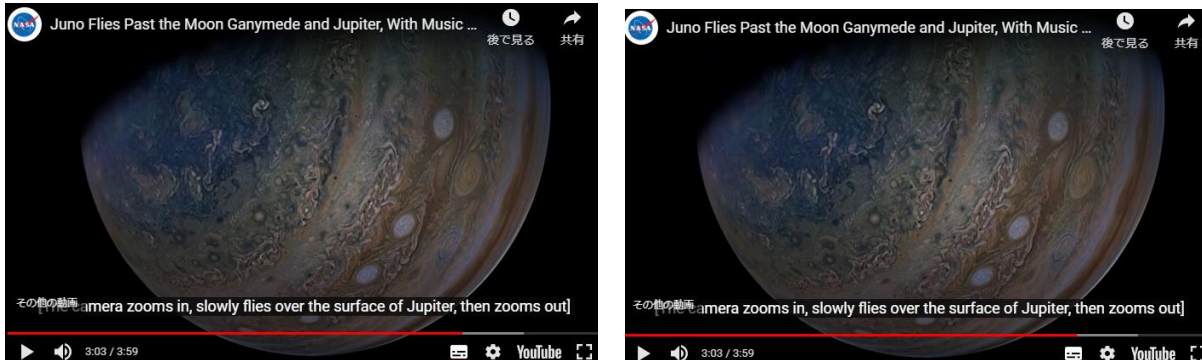 NASA
Juno Flies Past the Moon Ganymede and Jupiter, With Music ...
後で見る
共有
その他の動画
[The camera zooms in, slowly flies over the surface of Jupiter, then zooms out]
3:03 / 3:59
YouTube
NASA
Juno Flies Past the Moon Ganymede and Jupiter, With Music ...
後で見る
共有
その他の動画
[The camera zooms in, slowly flies over the surface of Jupiter, then zooms out]
3:03 / 3:59
YouTube